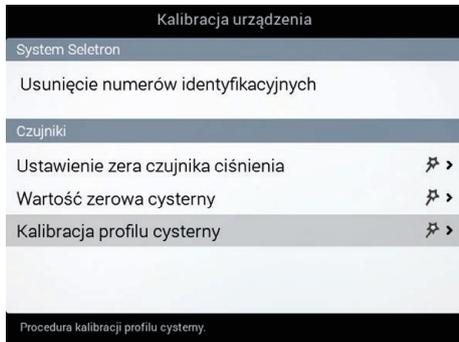 Kalibracja urządzenia
System Seletron
Usunięcie numerów identyfikacyjnych
Czujniki
Ustawienie zera czujnika ciśnienia
Wartość zerowa cysterny
Kalibracja profilu cysterny
Procedura kalibracji profilu cysterny.